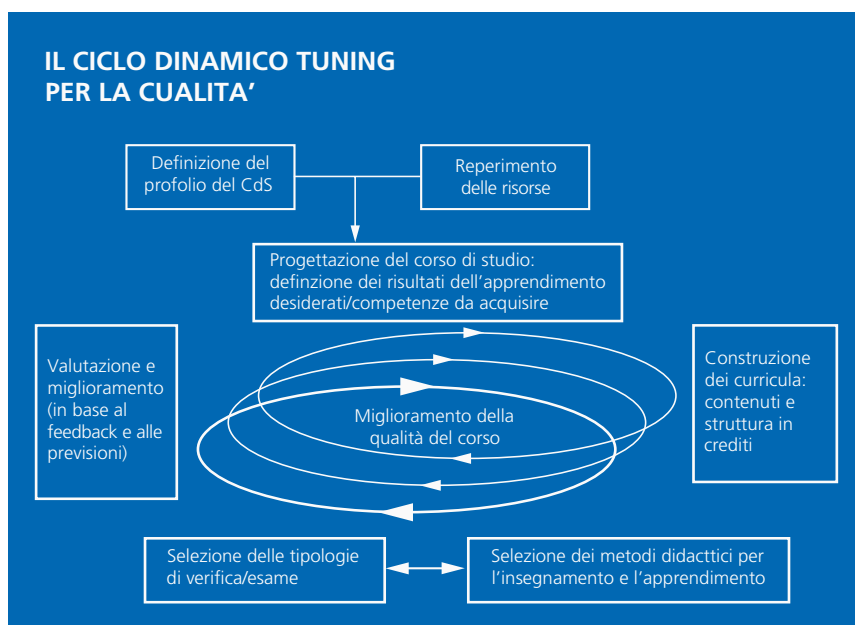 IL CICLO DINAMICO TUNING
PER LA CUALITA’
Definizione del
profolio del CdS
Reperimento
delle risorse
Progettazione del corso di studio:
definzione dei risultati dell’apprendimento
desiderati/competenze da acquisire
Valutazione e
miglioramento
(in base al
feedback e alle
previsioni)
Miglioramento della
qualità del corso
Construzione
dei curricula:
contenuti e
struttura in
crediti
Selezione delle tipologie
di verifica/esame
Selezione dei metodi didacttici per
l’insegnamento e l’apprendimento